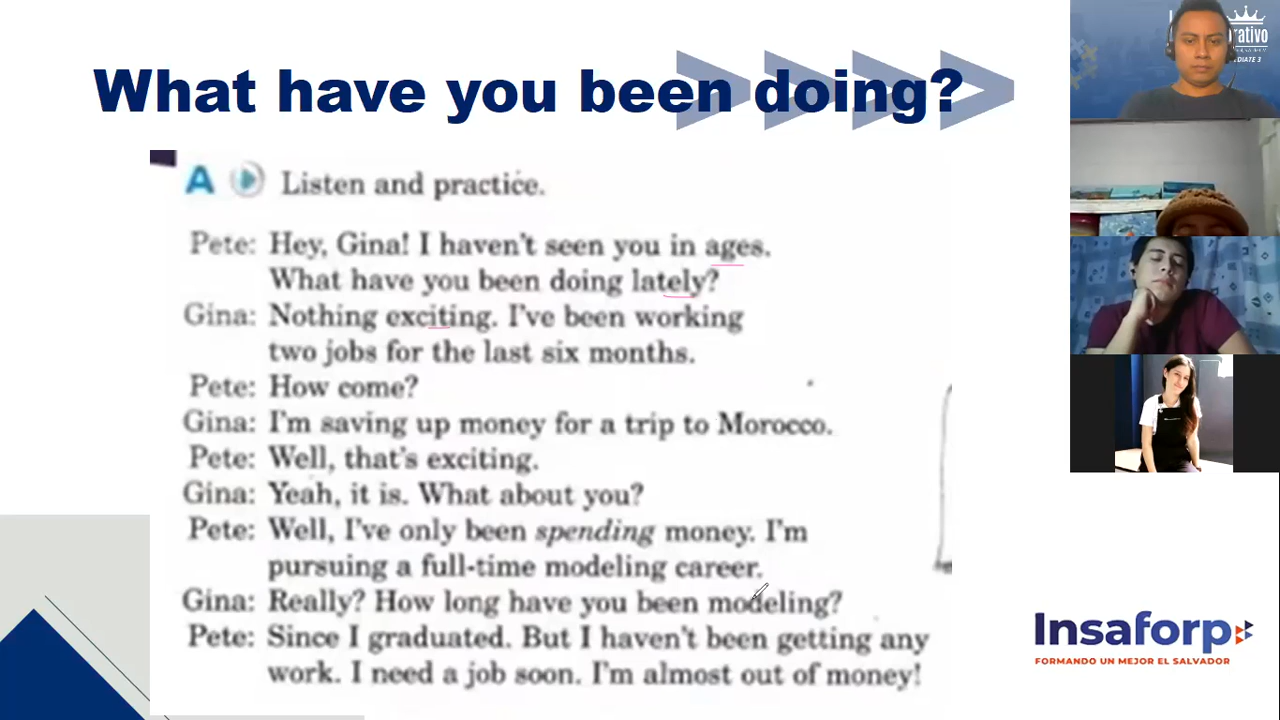 What have you been doing?
A Listen and practice.
Pete: Hey, Gina! I haven't seen you in ages.
What have you been doing lately?
Gina: Nothing exciting. I've been working
two jobs for the last six months.
Pete: How come?
Gina: I'm saving up money for a trip to Morocco.
Pete: Well, that's exciting.
Gina: Yeah, it is. What about you?
Pete: Well, I've only been spending money. I'm
pursuing a full-time modeling career.
Gina: Really? How long have you been modeling?
Pete: Since I graduated. But I haven't been getting any
work. I need a job soon. I'm almost out of money!
Insaforp
FORMANDO UN MEJOR EL SALVADOR